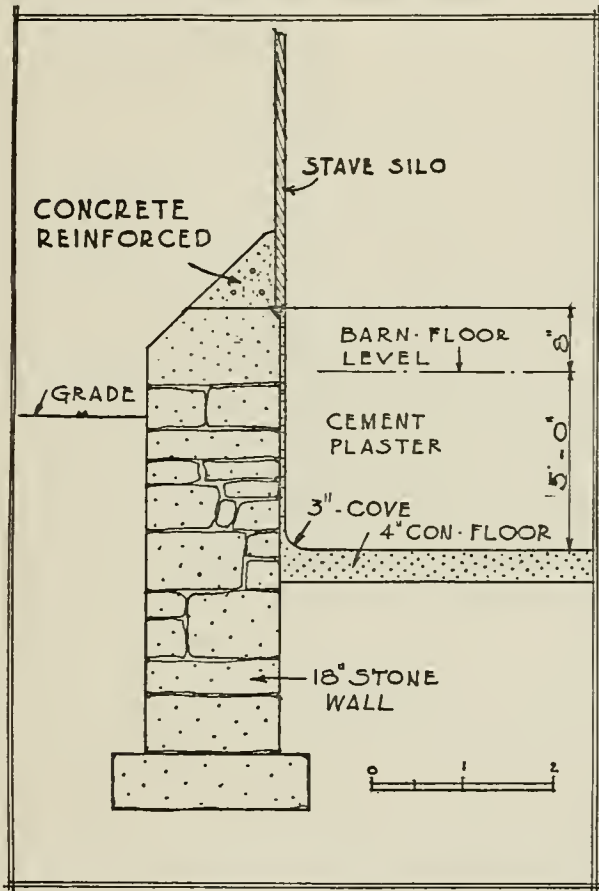 STAVE SILO
CONCRETE
REINFORCED
BARN-FLOOR
LEVEL
8"
GRADE
CEMENT
PLASTER
5'-0"
3"-COVE
4" CON-FLOOR
18" STONE
WALL
0 1 2